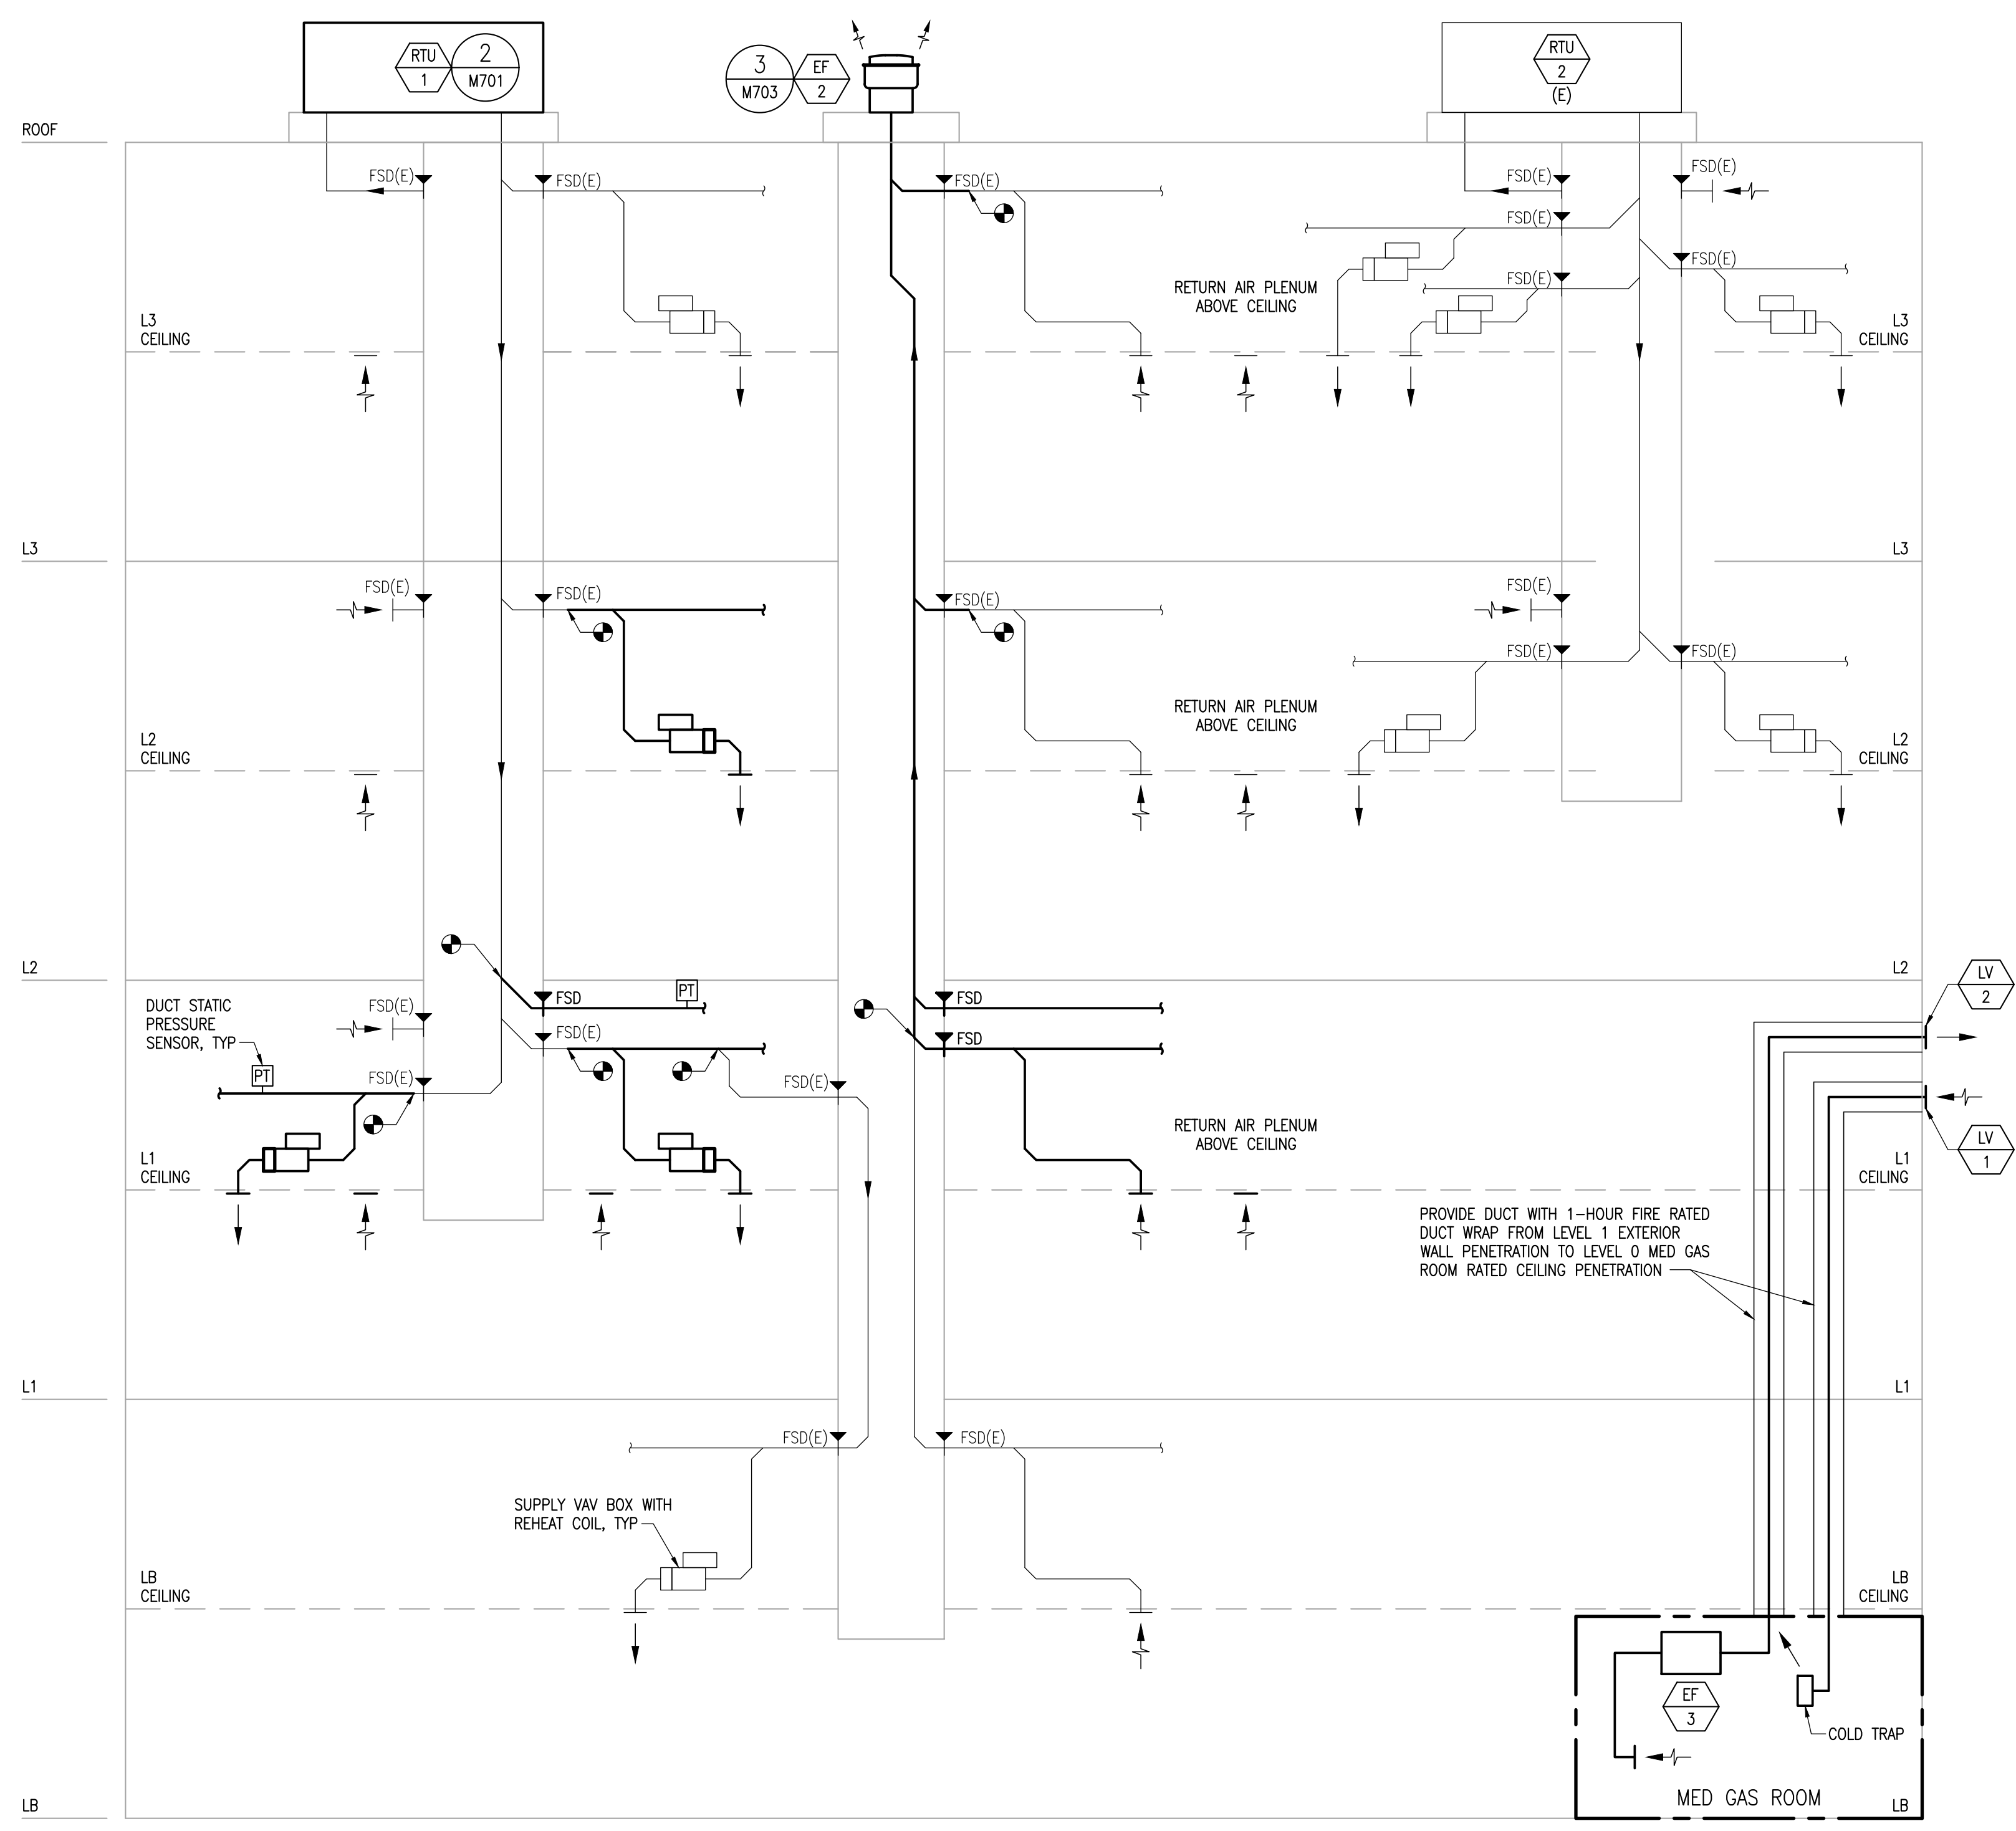 RTU
1
2
M701
3
M703
EF
2
RTU
2
(E)
ROOF
FSD(E)
FSD(E)
FSD(E)
FSD(E)
FSD(E)
FSD(E)
FSD(E)
FSD(E)
RETURN AIR PLENUM
ABOVE CEILING
L3
CEILING
L3
CEILING
L3
L3
FSD(E)
FSD(E)
FSD(E)
FSD(E)
FSD(E)
FSD(E)
RETURN AIR PLENUM
ABOVE CEILING
L2
CEILING
L2
CEILING
L2
L2
LV
2
DUCT STATIC
PRESSURE
SENSOR, TYP
PT
FSD(E)
FSD
PT
FSD
FSD(E)
FSD
FSD(E)
FSD(E)
RETURN AIR PLENUM
ABOVE CEILING
LV
1
L1
CEILING
L1
CEILING
PROVIDE DUCT WITH 1-HOUR FIRE RATED
DUCT WRAP FROM LEVEL 1 EXTERIOR
WALL PENETRATION TO LEVEL 0 MED GAS
ROOM RATED CEILING PENETRATION
L1
L1
FSD(E)
FSD(E)
SUPPLY VAV BOX WITH
REHEAT COIL, TYP
LB
CEILING
LB
CEILING
EF
3
COLD TRAP
MED GAS ROOM
LB
LB